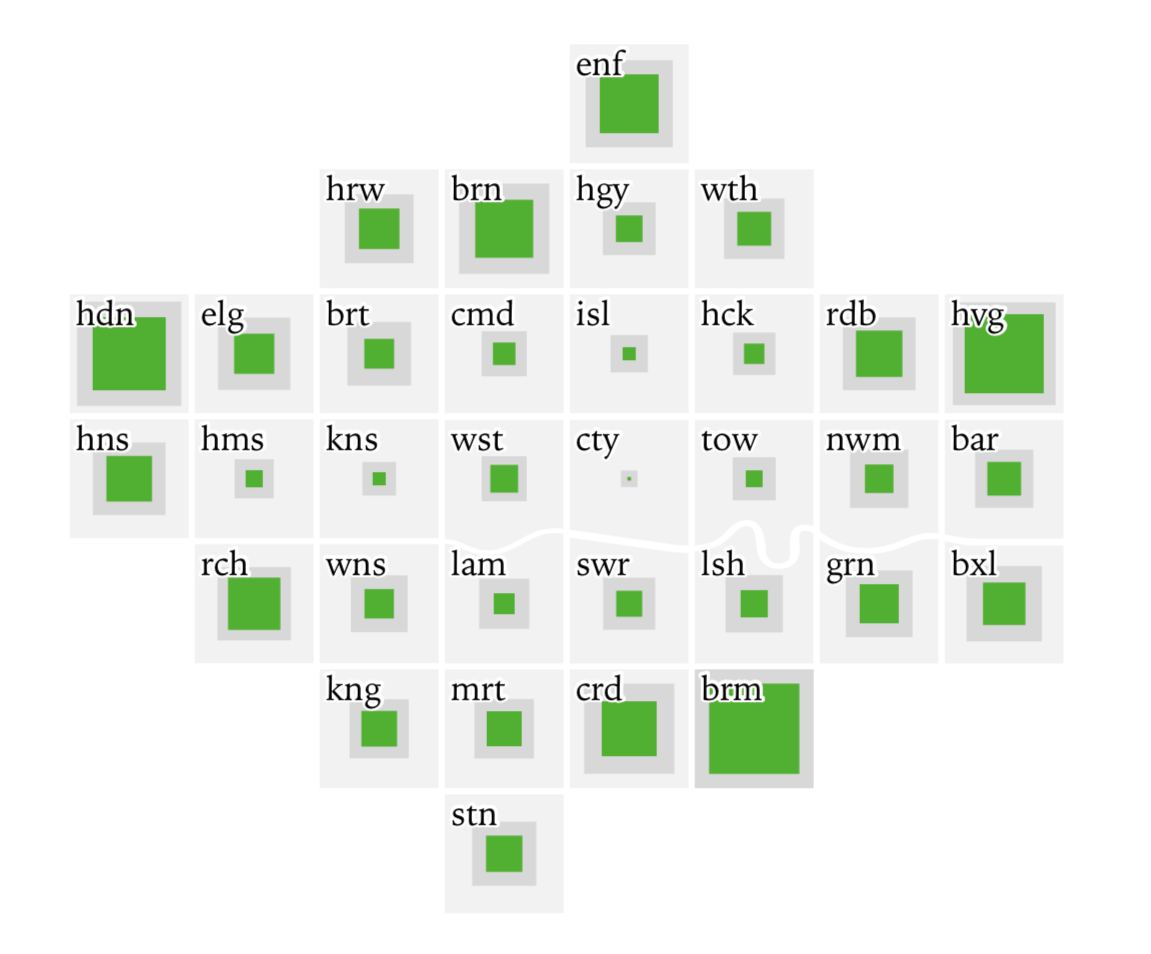 enf
hrw brn hgy wth
hdn elg brt cmd isl hck rdb hvg
hns hms kns wst cty tow nwm bar
rch wns lam swr lsh grn bxl
kng mrt crd brm
stn